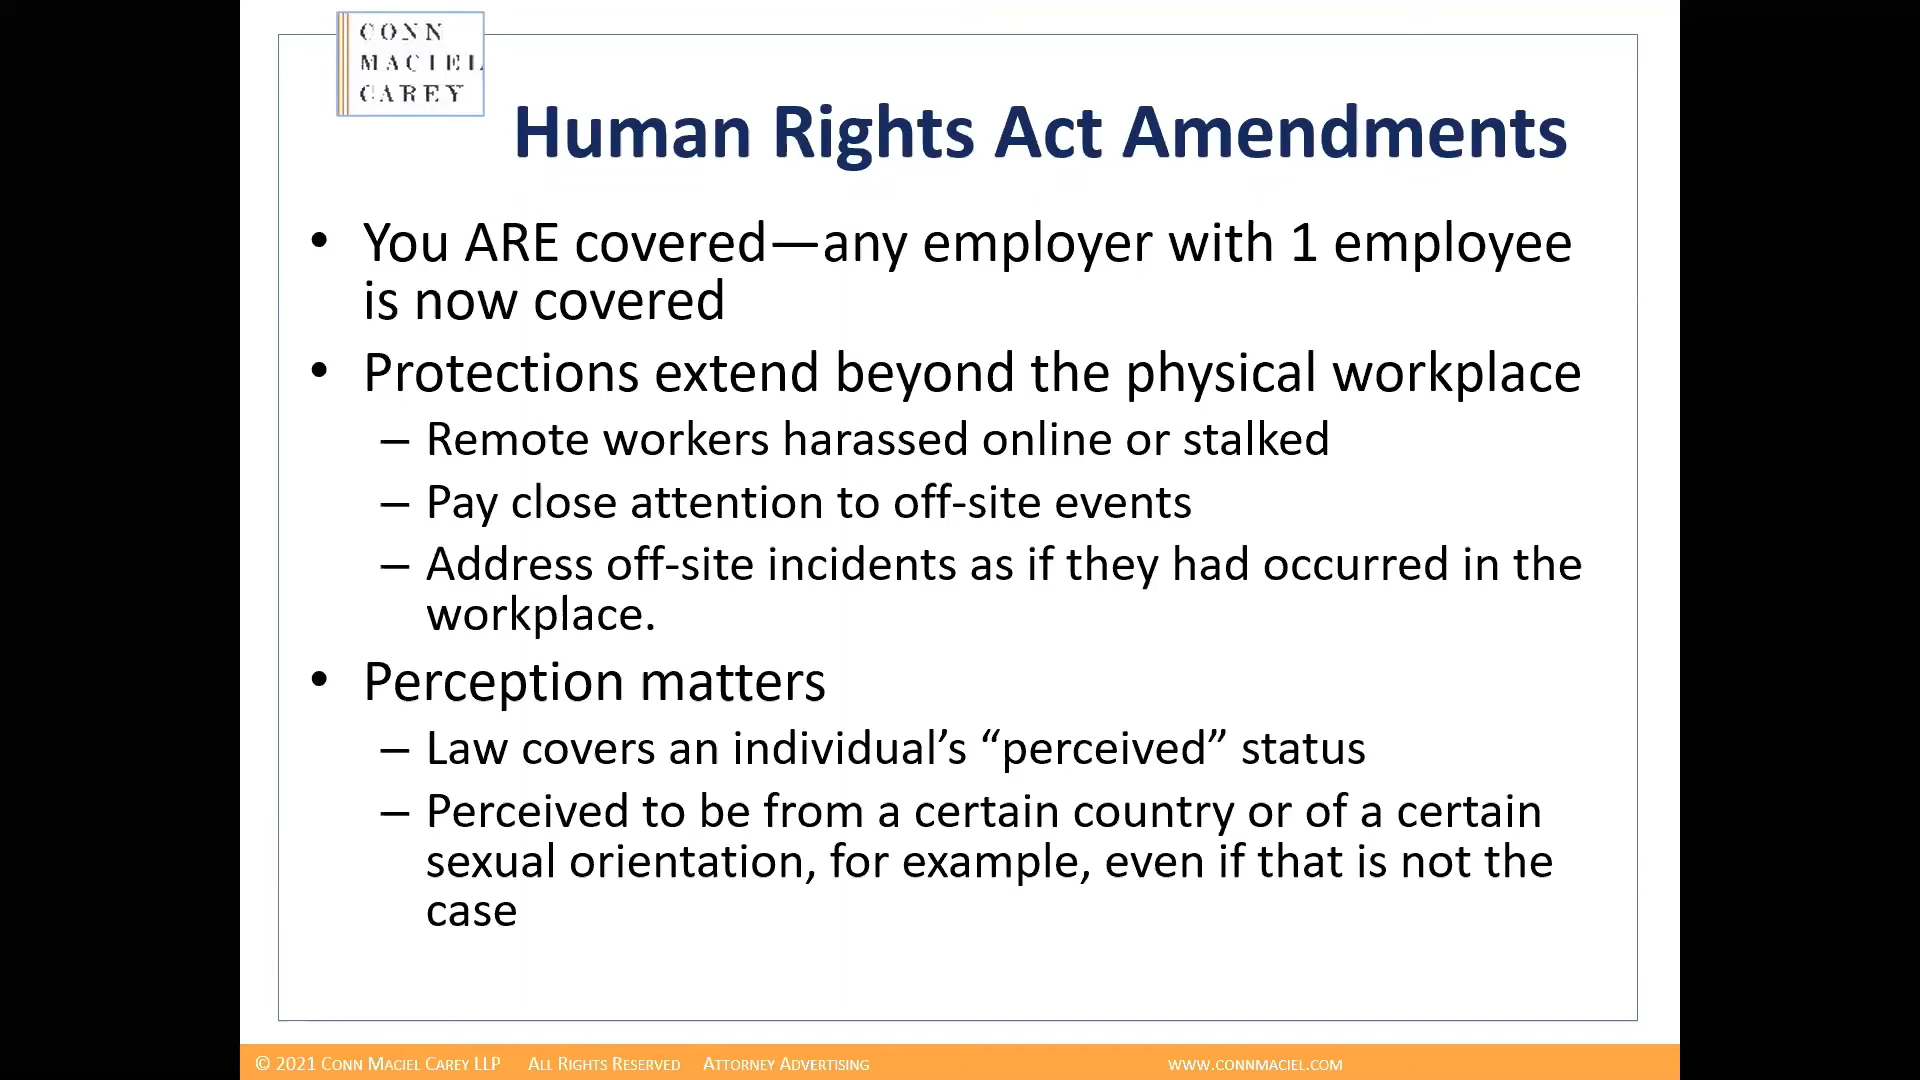 CONN
MACIEL
CAREY
Human Rights Act Amendments
• You ARE covered—any employer with 1 employee
is now covered
• Protections extend beyond the physical workplace
– Remote workers harassed online or stalked
– Pay close attention to off-site events
– Address off-site incidents as if they had occurred in the
workplace.
• Perception matters
– Law covers an individual’s “perceived” status
– Perceived to be from a certain country or of a certain
sexual orientation, for example, even if that is not the
case
© 2021 CONN MACIEL CAREY LLP ALL RIGHTS RESERVED ATTORNEY ADVERTISING WWW.CONNMACIEL.COM